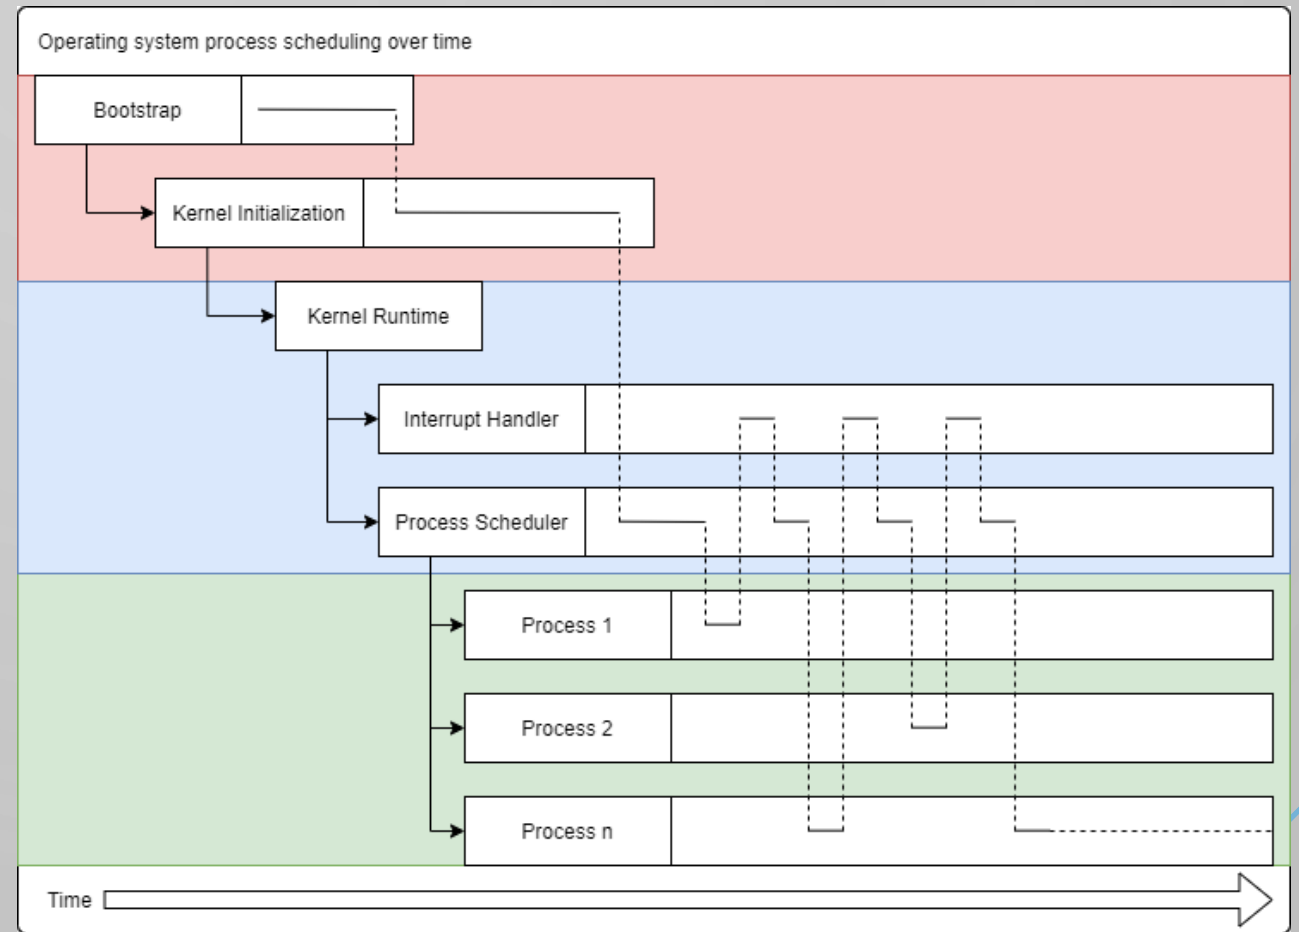 Operating system process scheduling over time
Bootstrap
Kernel Initialization
Kernel Runtime
Interrupt Handler
Process Scheduler
Process 1
Process 2
Process n
Time